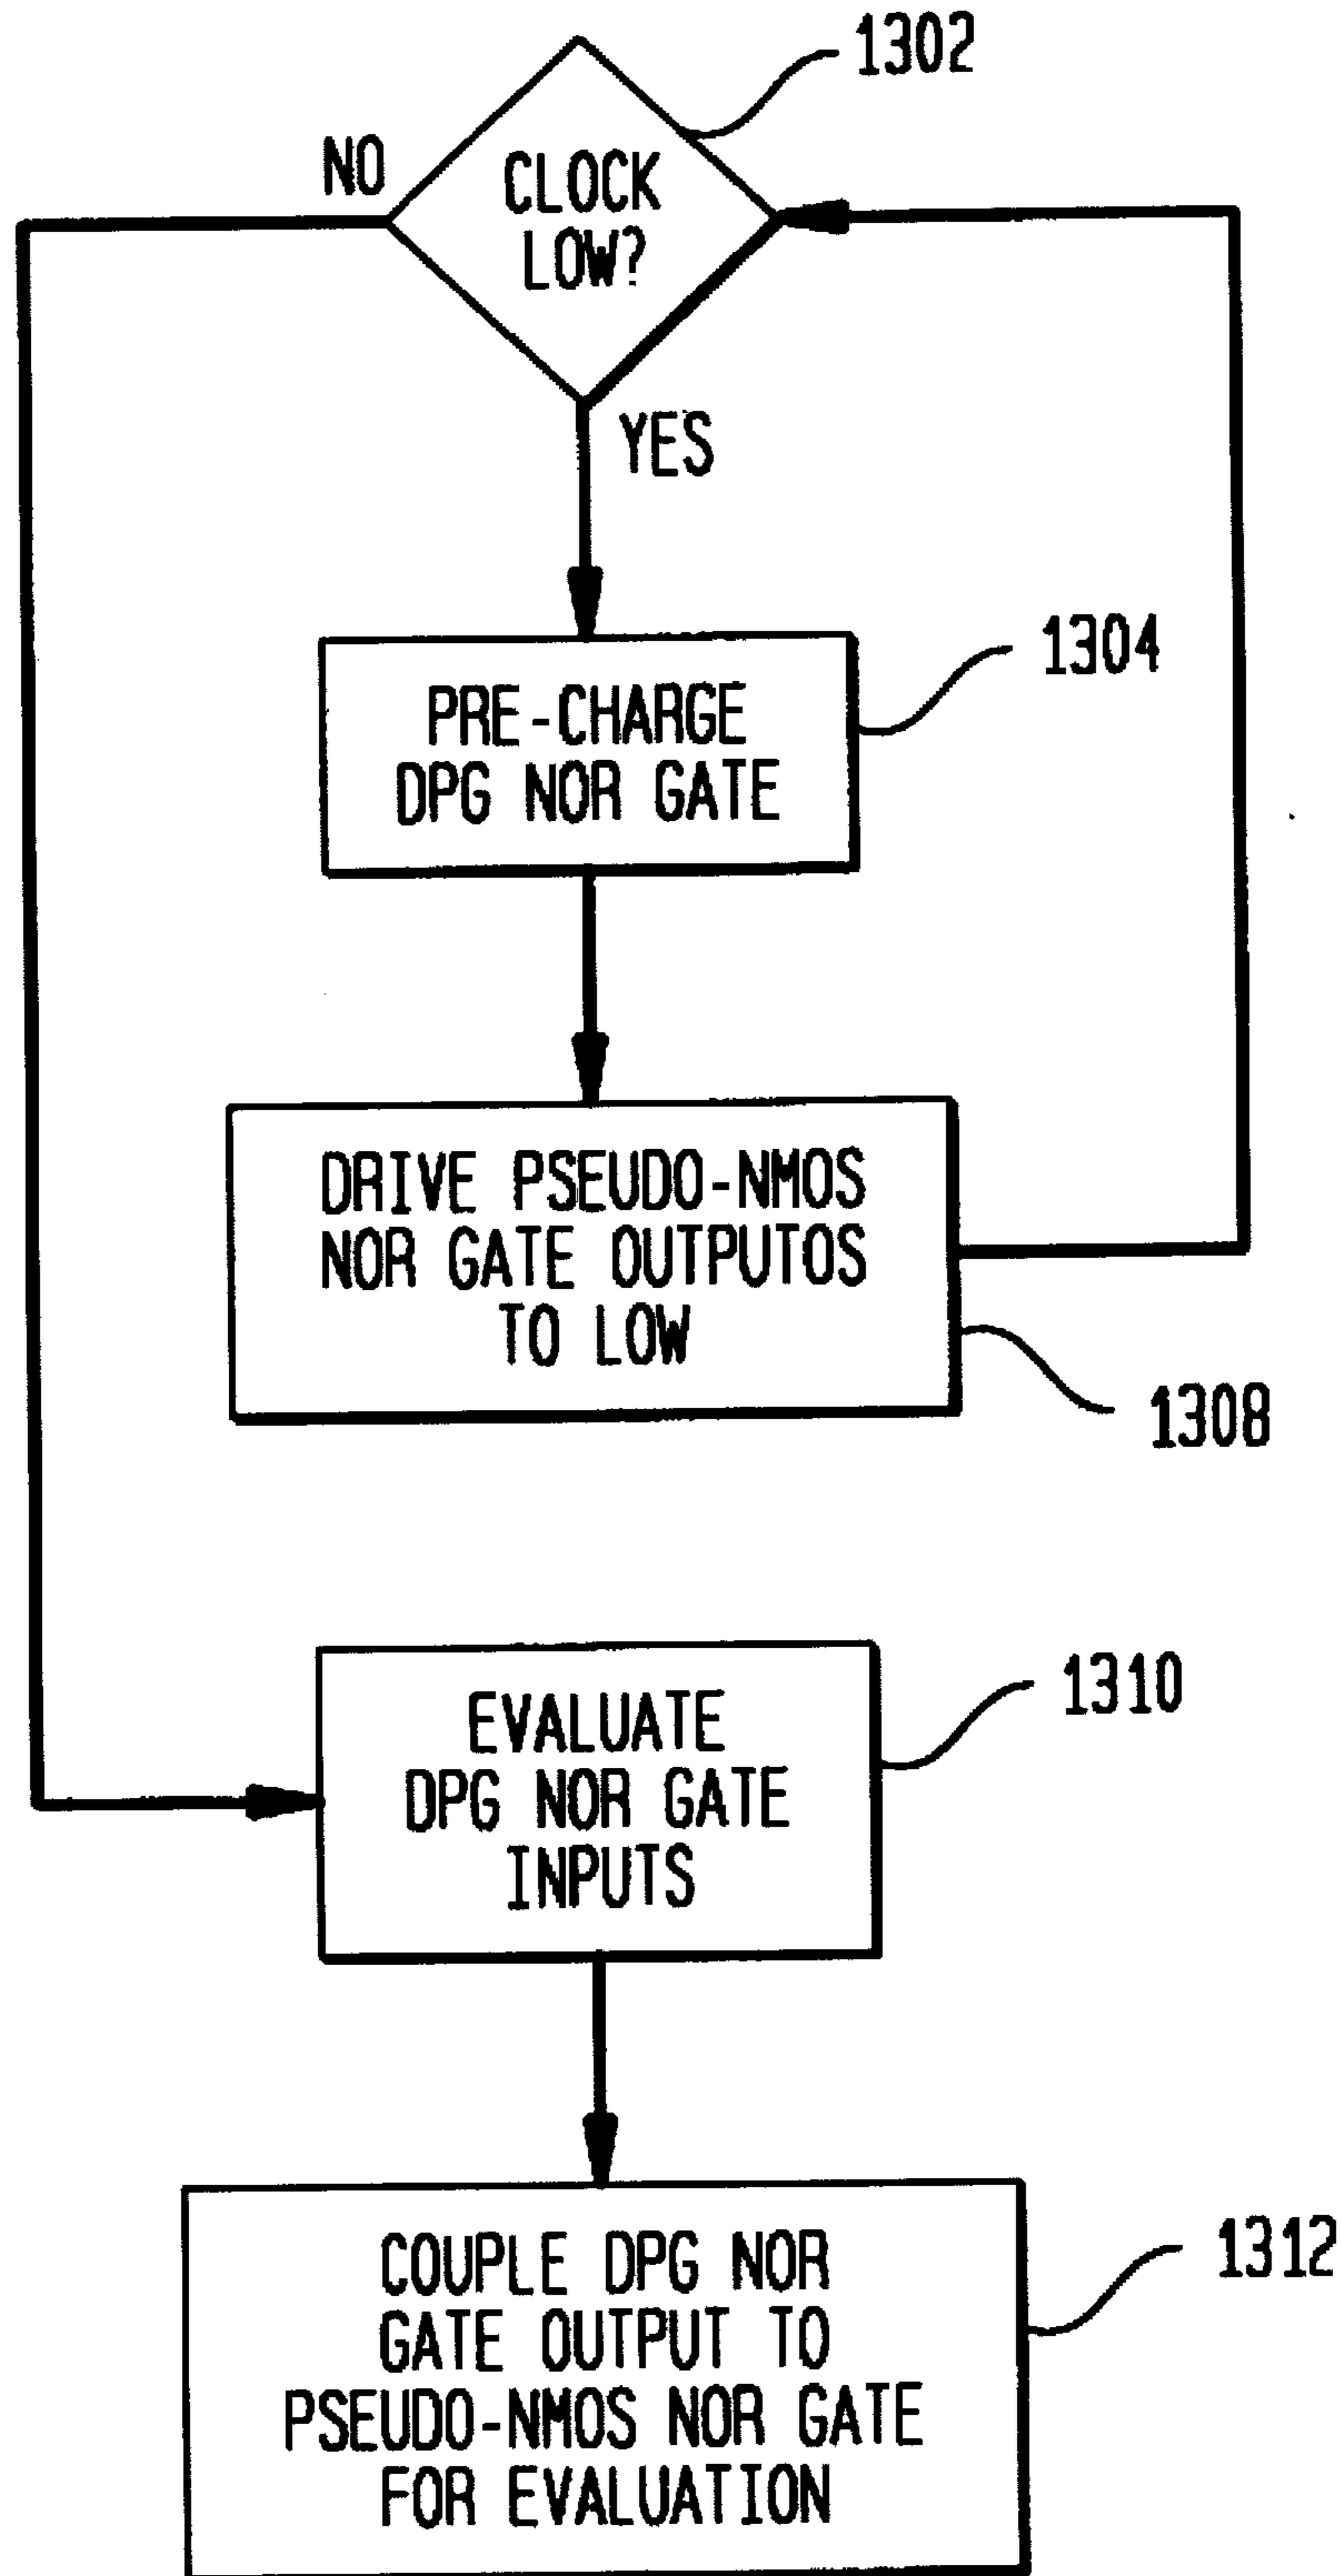 1302
NO
CLOCK
LOW?
YES
1304
PRE-CHARGE
DPG NOR GATE
DRIVE PSEUDO-NMOS
NOR GATE OUTPUTOS
TO LOW
1308
1310
EVALUATE
DPG NOR GATE
INPUTS
1312
COUPLE DPG NOR
GATE OUTPUT TO
PSEUDO-NMOS NOR GATE
FOR EVALUATION